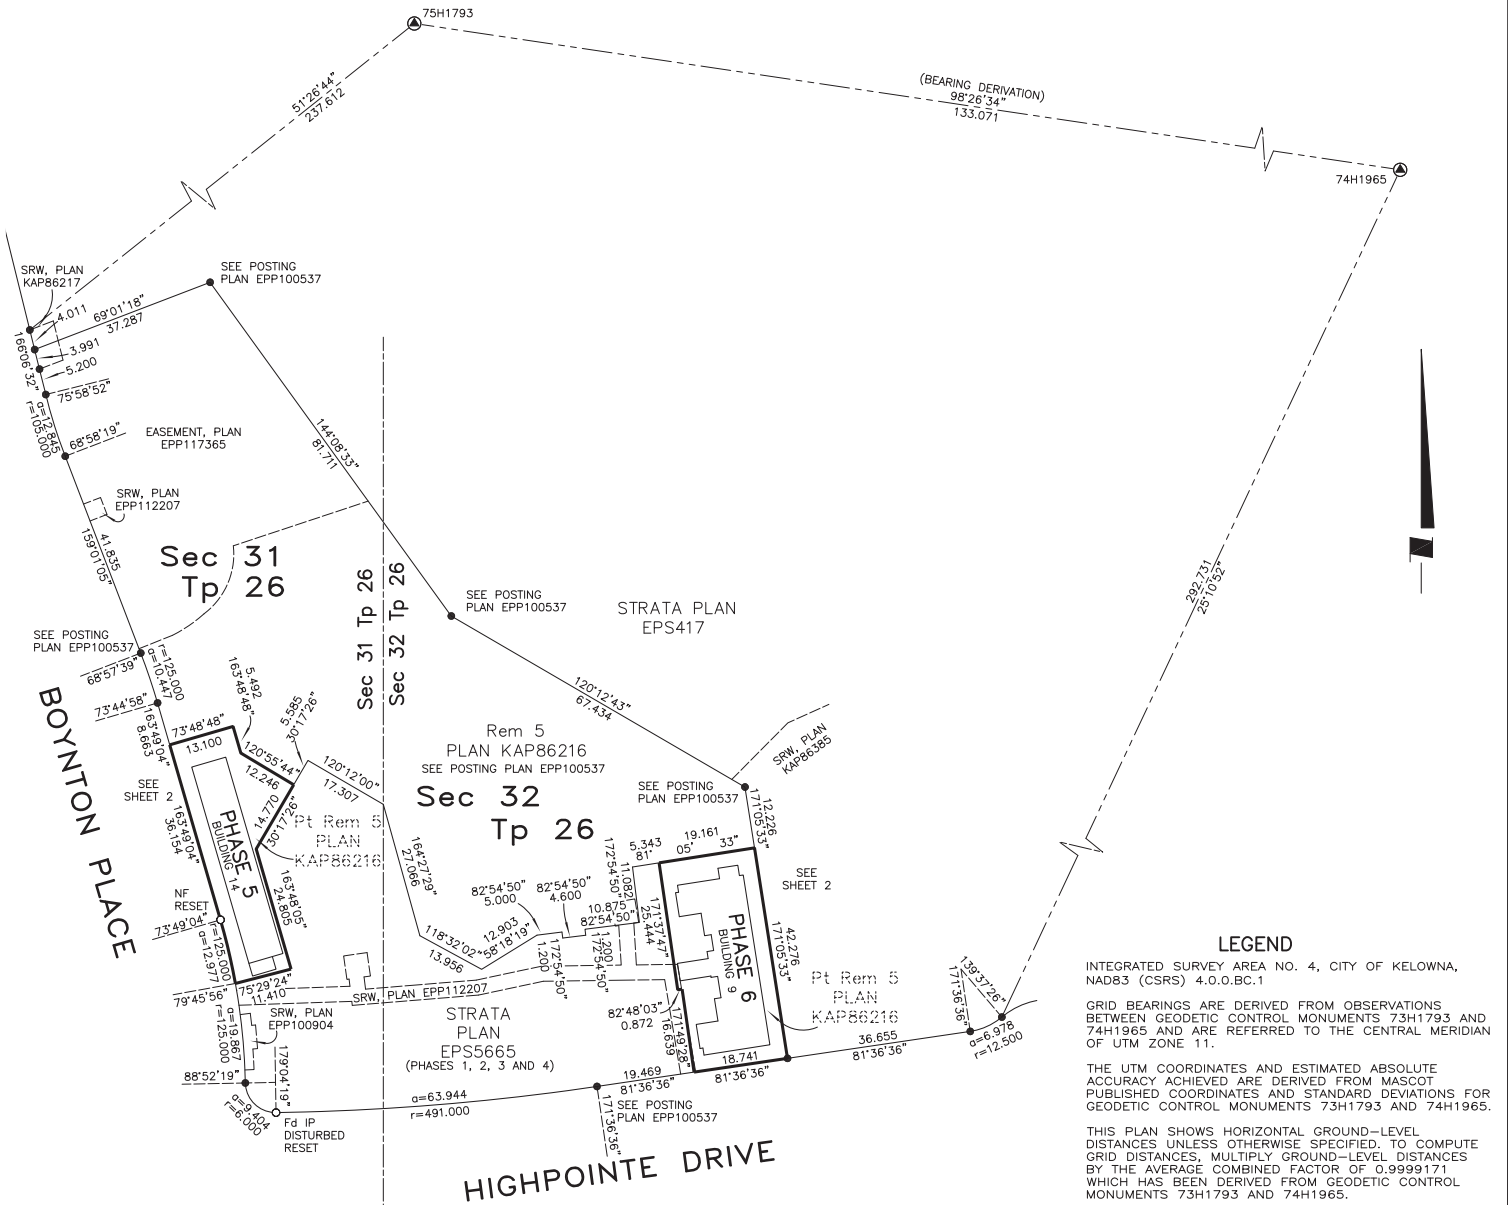 75H1793
(BEARING DERIVATION)
98°26'34"
133.071
74H1965
51°26'44"
237.612
SRW, PLAN
KAP86217
4.011
69°01'18"
37.287
SEE POSTING
PLAN EPP100537
166°06'32"
3.991
5.200
75°58'52"
a=12.845
r=105.000
68°58'19"
EASEMENT, PLAN
EPP117365
144°08'33"
81.711
SRW, PLAN
EPP112207
41.835
159°01'05"
Sec 31
Tp 26
Sec 31 Tp 26
Sec 32 Tp 26
SEE POSTING
PLAN EPP100537
STRATA PLAN
EPS417
292.731
25°10'52"
SEE POSTING
PLAN EPP100537
68°57'39"
r=125.000
a=10.447
73°44'58"
163°49'04"
8.663
BOYNTON PLACE
73°48'48"
13.100
5.492
163°48'48"
120°55'44"
12.246
5.585
30°17'26"
120°12'00"
17.307
120°12'43"
67.434
Rem 5
PLAN KAP86216
SEE POSTING PLAN EPP100537
Sec 32
Tp 26
SRW, PLAN
KAP86385
SEE POSTING
PLAN EPP100537
12.226
171°05'33"
SEE
SHEET 2
163°49'04"
36.154
PHASE 5
BUILDING 14
14.770
30°17'26"
Pt Rem 5
PLAN
KAP86216
163°48'05"
24.805
164°27'29"
27.066
82°54'50"
5.000
82°54'50"
4.600
172°54'50"
11.082
5.343
81°
19.161
05'
33"
10.875
82°54'50"
171°37'47"
25.444
SEE
SHEET 2
42.276
171°05'33"
PHASE 6
BUILDING 9
NF
RESET
73°49'04"
r=125.000
a=12.977
118°32'02"
13.956
12.903
58°18'19"
1.200
172°54'50"
1.200
172°54'50"
79°45'56"
75°29'24"
11.410
SRW, PLAN EPP112207
SRW, PLAN
EPP100904
a=19.867
r=125.000
STRATA
PLAN
EPS5665
(PHASES 1, 2, 3 AND 4)
82°48'03"
0.872
171°49'28"
16.639
Pt Rem 5
PLAN
KAP86216
18.741
81°36'36"
36.655
81°36'36"
171°36'36"
139°37'26"
a=6.978
r=12.500
88°52'19"
179°04'19"
a=9.404
r=6.000
Fd IP
DISTURBED
RESET
a=63.944
r=491.000
19.469
81°36'36"
171°36'36"
SEE POSTING
PLAN EPP100537
HIGHPOINTE DRIVE
LEGEND
INTEGRATED SURVEY AREA NO. 4, CITY OF KELOWNA,
NAD83 (CSRS) 4.0.0.BC.1
GRID BEARINGS ARE DERIVED FROM OBSERVATIONS
BETWEEN GEODETIC CONTROL MONUMENTS 73H1793 AND
74H1965 AND ARE REFERRED TO THE CENTRAL MERIDIAN
OF UTM ZONE 11.
THE UTM COORDINATES AND ESTIMATED ABSOLUTE
ACCURACY ACHIEVED ARE DERIVED FROM MASCOT
PUBLISHED COORDINATES AND STANDARD DEVIATIONS FOR
GEODETIC CONTROL MONUMENTS 73H1793 AND 74H1965.
THIS PLAN SHOWS HORIZONTAL GROUND-LEVEL
DISTANCES UNLESS OTHERWISE SPECIFIED. TO COMPUTE
GRID DISTANCES, MULTIPLY GROUND-LEVEL DISTANCES
BY THE AVERAGE COMBINED FACTOR OF 0.9999171
WHICH HAS BEEN DERIVED FROM GEODETIC CONTROL
MONUMENTS 73H1793 AND 74H1965.